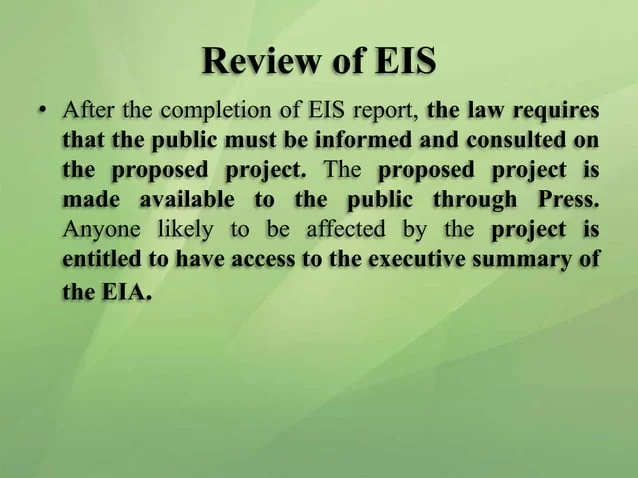 Review of EIS
• After the completion of EIS report, the law requires
that the public must be informed and consulted on
the proposed project. The proposed project is
made available to the public through Press.
Anyone likely to be affected by the project is
entitled to have access to the executive summary of
the EIA.